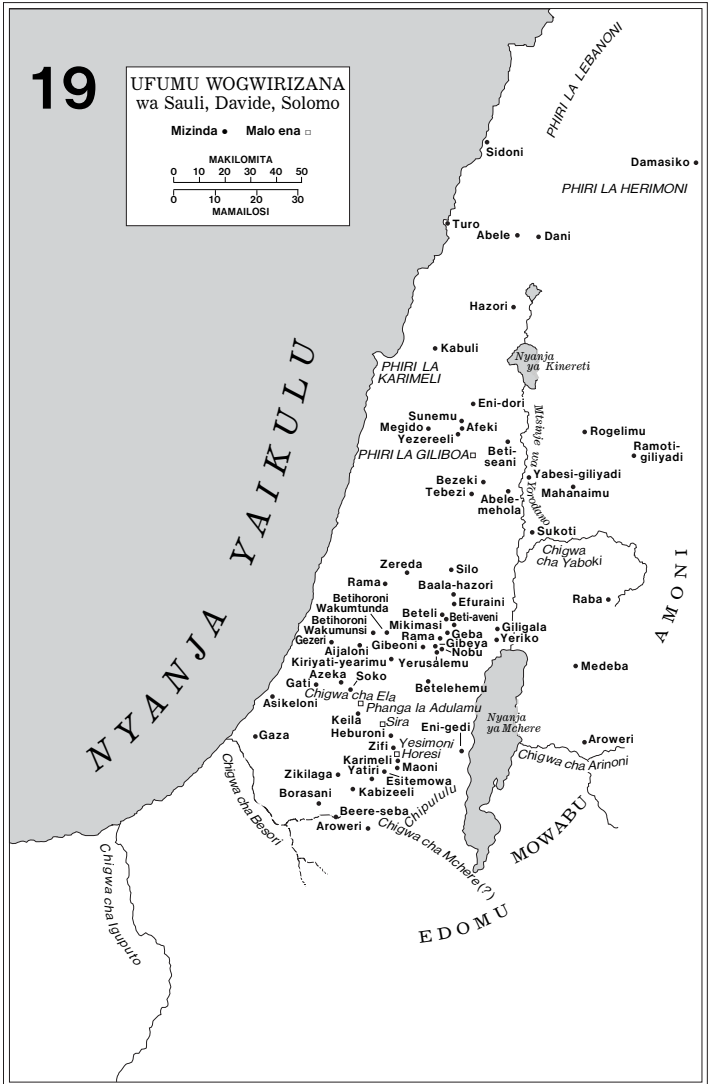 19
UFUMU WOGWIRIZANA
wa Sauli, Davide, Solomo
Mizinda
Malo ena
MAKILOMITA
0 10 20 30 40 50
0 10 20 30
MAMAILOSI
PHIRI LA LEBANONI
Sidoni
Damasiko
PHIRI LA HERIMONI
Turo
Abele
Dani
Hazori
Kabuli
Nyanja
ya Kinereti
PHIRI LA
KARIMELI
NYANJA YAIKULU
Eni-dori
Sunemu
Megido
Afeki
Yezereeli
Mtsinje wa Yorodano
Rogelimu
Ramoti-
giliyadi
Beti-
seani
PHIRI LA GILIBOA
Yabesi-giliyadi
Bezeki
Mahanaimu
Tebezi
Abele-
mehola
Sukoti
Chigwa
cha Yaboki
AMONI
Zereda
Silo
Rama
Baala-hazori
Raba
Betihoroni
Wakumtunda
Efuraini
Beteli
Beti-aveni
Betihoroni
Wakumunsi
Mikimasi
Giligala
Rama
Geba
Yeriko
Gezeri
Aijaloni
Gibeoni
Gibeya
Nobu
Kiriyati-yearimu
Yerusalemu
Medeba
Azeka
Soko
Gati
Betelehemu
Chigwa cha Ela
Asikeloni
Phanga la Adulamu
Keila
Sira
Nyanja
ya Mchere
Gaza
Heburoni
Eni-gedi
Aroweri
Zifi
Yesimoni
Horesi
Chigwa cha Arinoni
Karimeli
Maoni
Yatiri
Zikilaga
Esitemowa
Kabizeeli
Borasani
Chipululu
Beere-seba
Aroweri
Chigwa cha Besori
Chigwa cha Mchere (?)
MOWABU
EDOMU
Chigwa cha Iguputo